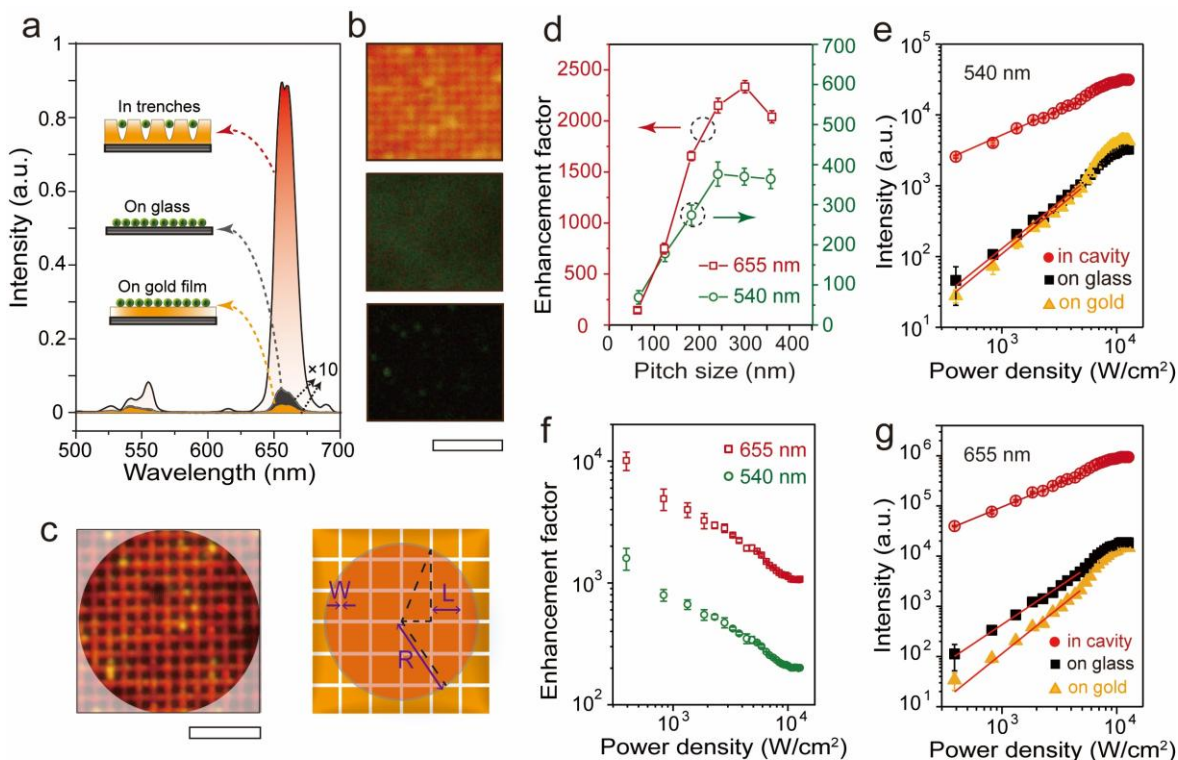 a
Intensity (a.u.)
1
0.8
0.6
0.4
0.2
0
In trenches
On glass
On gold film
×10
500
550
600
650
700
Wavelength (nm)
b
c
W
L
R
d
Enhancement factor
2500
2250
2000
1750
1500
1250
1000
750
500
250
0
700
600
500
400
300
200
100
0
655 nm
540 nm
0
100
200
300
400
Pitch size (nm)
e
Intensity (a.u.)
10⁵
10⁴
10³
10²
10¹
540 nm
in cavity
on glass
on gold
10³
10⁴
Power density (W/cm²)
f
Enhancement factor
10⁴
10³
10²
655 nm
540 nm
10³
10⁴
Power density (W/cm²)
g
Intensity (a.u.)
10⁶
10⁵
10⁴
10³
10²
10¹
655 nm
in cavity
on glass
on gold
10³
10⁴
Power density (W/cm²)